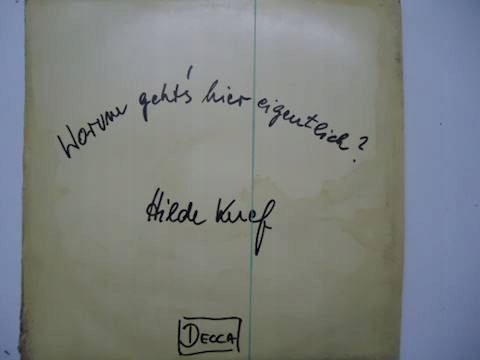 Worum geht's hier eigentlich?
Hilde Knef
DECCA